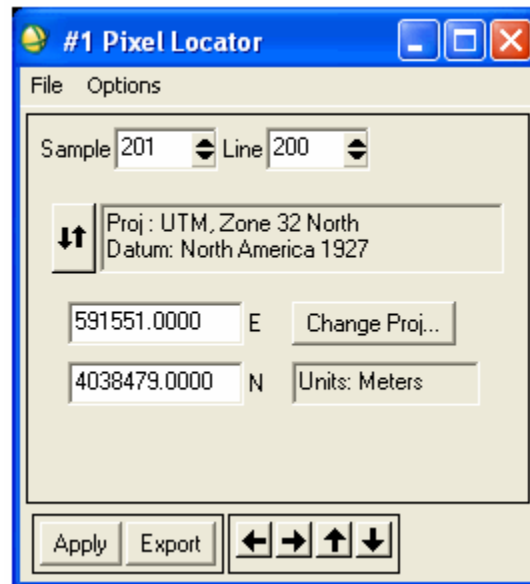 #1 Pixel Locator
File Options
Sample 201 Line 200
Proj : UTM, Zone 32 North
Datum: North America 1927
591551.0000 E Change Proj...
4038479.0000 N Units: Meters
Apply Export